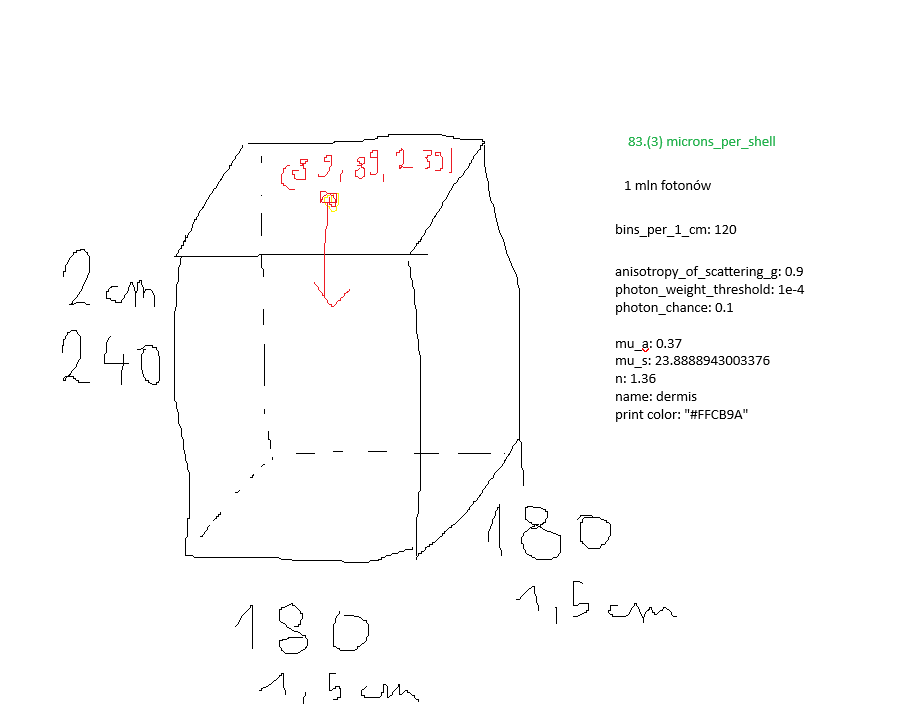 83.(3) microns_per_shell
(89, 89, 239)
1 mln fotonów
bins_per_1_cm: 120
2 cm
240
anisotropy_of_scattering_g: 0.9
photon_weight_threshold: 1e-4
photon_chance: 0.1
mu_a: 0.37
mu_s: 23.8888943003376
n: 1.36
name: dermis
print color: "#FFCB9A"
180
1,5 cm
180
1,5 cm